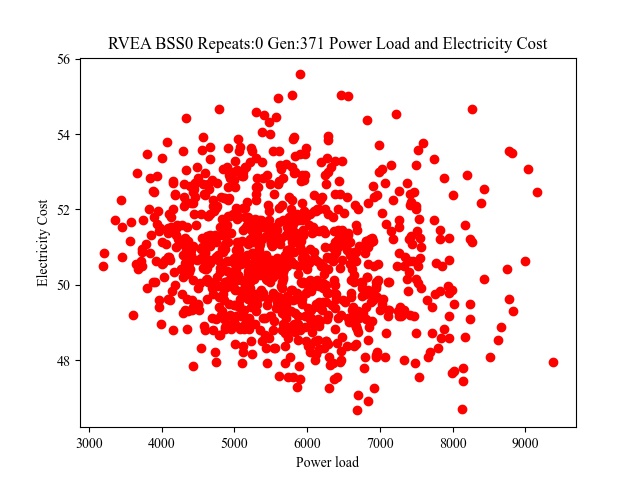 RVEA BSS0 Repeats:0 Gen:371 Power Load and Electricity Cost
56
54
52
50
48
Electricity Cost
3000 4000 5000 6000 7000 8000 9000
Power load